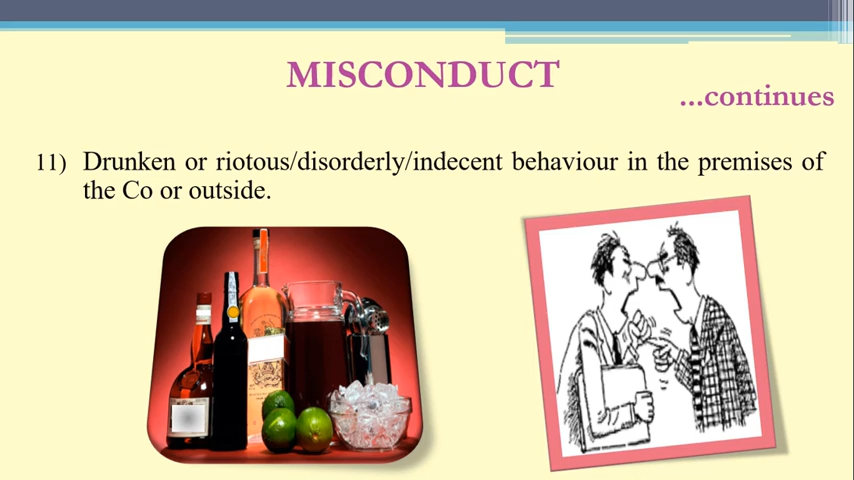 MISCONDUCT
...continues
11) Drunken or riotous/disorderly/indecent behaviour in the premises of
the Co or outside.